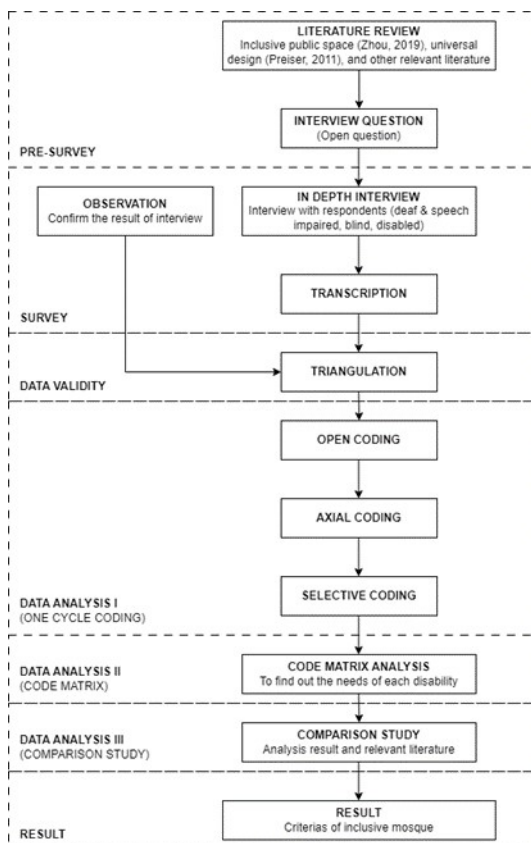 LITERATURE REVIEW
Inclusive public space (Zhou, 2019), universal
design (Preiser, 2011), and other relevant literature
INTERVIEW QUESTION
(Open question)
PRE-SURVEY
OBSERVATION
Confirm the result of interview
IN DEPTH INTERVIEW
Interview with respondents (deaf & speech
impaired, blind, disabled)
TRANSCRIPTION
SURVEY
TRIANGULATION
DATA VALIDITY
OPEN CODING
AXIAL CODING
SELECTIVE CODING
DATA ANALYSIS I
(ONE CYCLE CODING)
DATA ANALYSIS II
(CODE MATRIX)
CODE MATRIX ANALYSIS
To find out the needs of each disability
DATA ANALYSIS III
(COMPARISON STUDY)
COMPARISON STUDY
Analysis result and relevant literature
RESULT
Criterias of inclusive mosque
RESULT